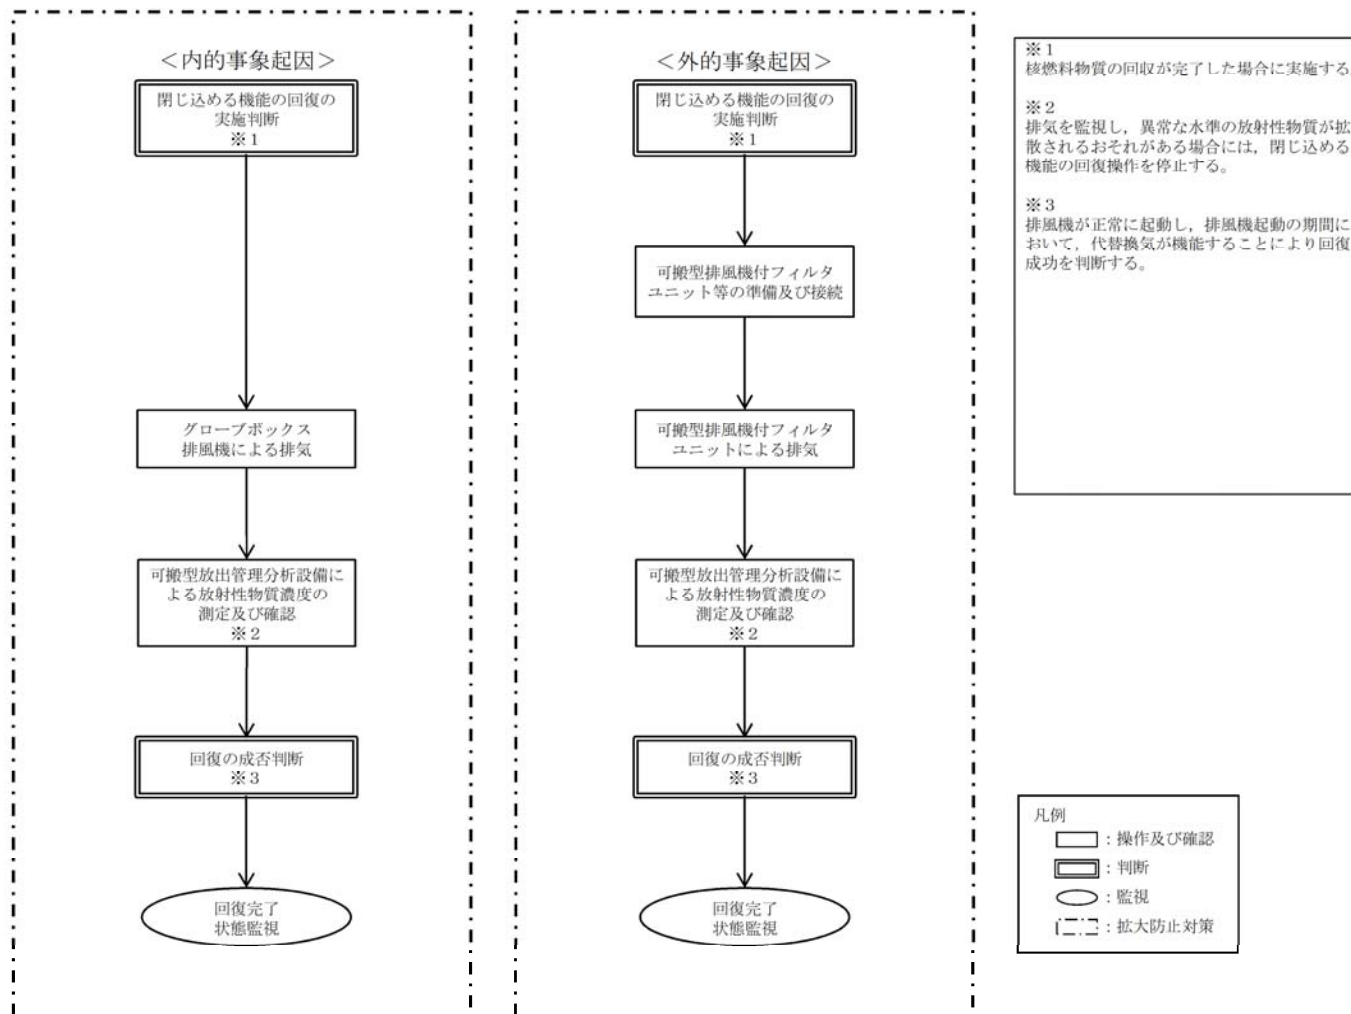 ＜内的事象起因＞
閉じ込める機能の回復の
実施判断
※１
グローブボックス
排風機による排気
可搬型放出管理分析設備に
よる放射性物質濃度の
測定及び確認
※２
回復の成否判断
※３
回復完了
状態監視
＜外的事象起因＞
閉じ込める機能の回復の
実施判断
※１
可搬型排風機付フィルタ
ユニット等の準備及び接続
可搬型排風機付フィルタ
ユニットによる排気
可搬型放出管理分析設備に
よる放射性物質濃度の
測定及び確認
※２
回復の成否判断
※３
回復完了
状態監視
※１
核燃料物質の回収が完了した場合に実施する
※２
排気を監視し，異常な水準の放射性物質が拡
散されるおそれがある場合には，閉じ込める
機能の回復操作を停止する。
※３
排風機が正常に起動し，排風機起動の期間に
おいて，代替換気が機能することにより回復
成功を判断する。
凡例
：操作及び確認
：判断
：監視
：拡大防止対策